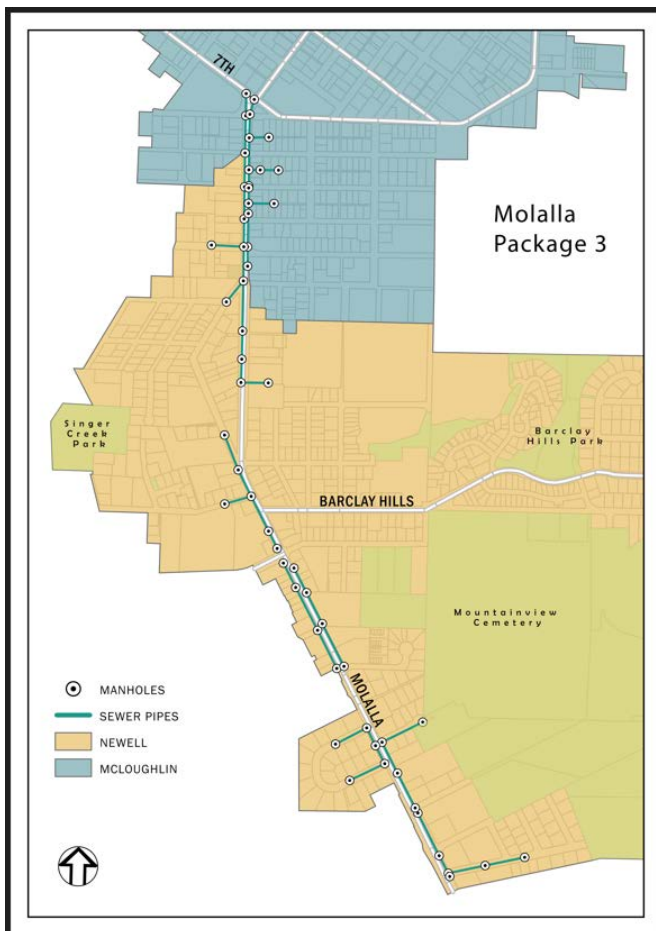 7TH
Molalla
Package 3
Singer
Creek
Park
Barclay
Hills Park
BARCLAY HILLS
Mountainview
Cemetery
MOLALLA
MANHOLES
SEWER PIPES
NEWELL
MCLOUGHLIN